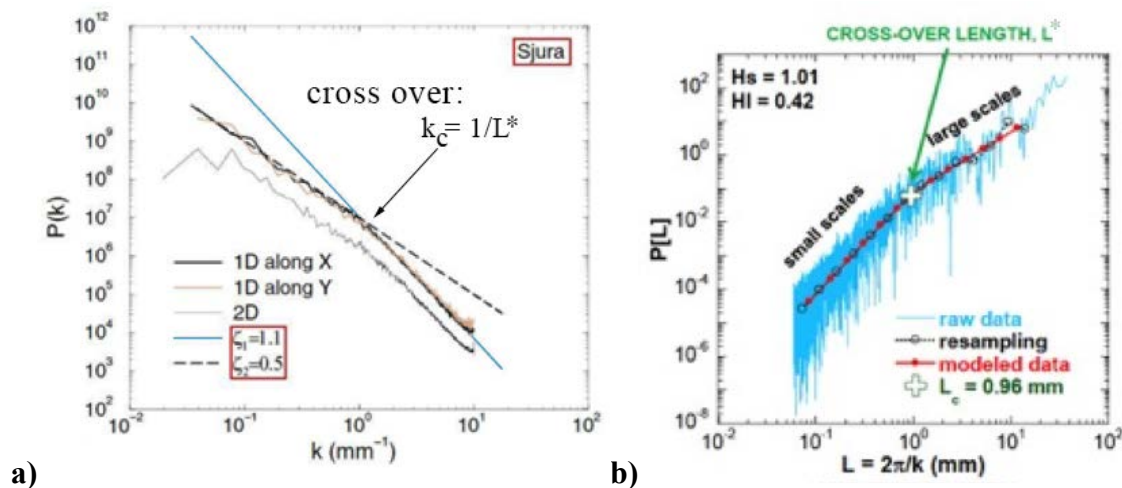 10^12
10^11
10^10
10^9
10^8
10^7
10^6
10^5
10^4
10^3
10^2
P(k)
Sjura
cross over:
k_c = 1/L*
1D along X
1D along Y
2D
ζ₁=1.1
ζ₂=0.5
10^-2
10^-1
10^0
10^1
10^2
k (mm^-1)
a)
CROSS-OVER LENGTH, L*
Hs = 1.01
Hl = 0.42
10^2
10^0
10^-2
10^-4
10^-6
10^-8
P[L]
small scales
large scales
raw data
resampling
modeled data
L_c = 0.96 mm
10^-2
10^-1
10^0
10^1
10^2
L = 2π/k (mm)
b)